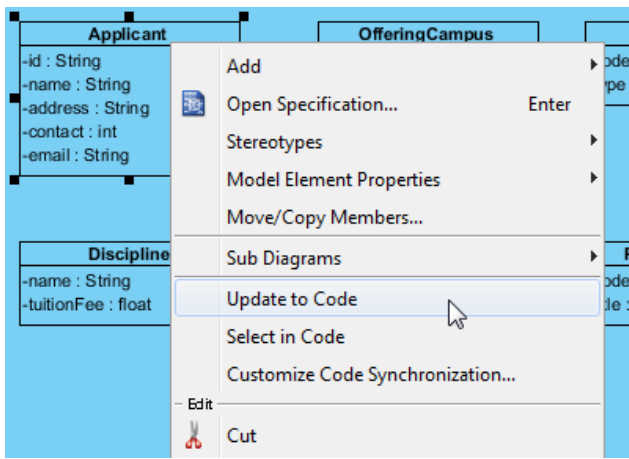 Applicant
OfferingCampus
-id : String
-name : String
-address : String
-contact : int
-email : String
Add
Open Specification... Enter
Stereotypes
Model Element Properties
Move/Copy Members...
Sub Diagrams
Update to Code
Select in Code
Customize Code Synchronization...
Edit
Cut
Discipline
-name : String
-tuitionFee : float